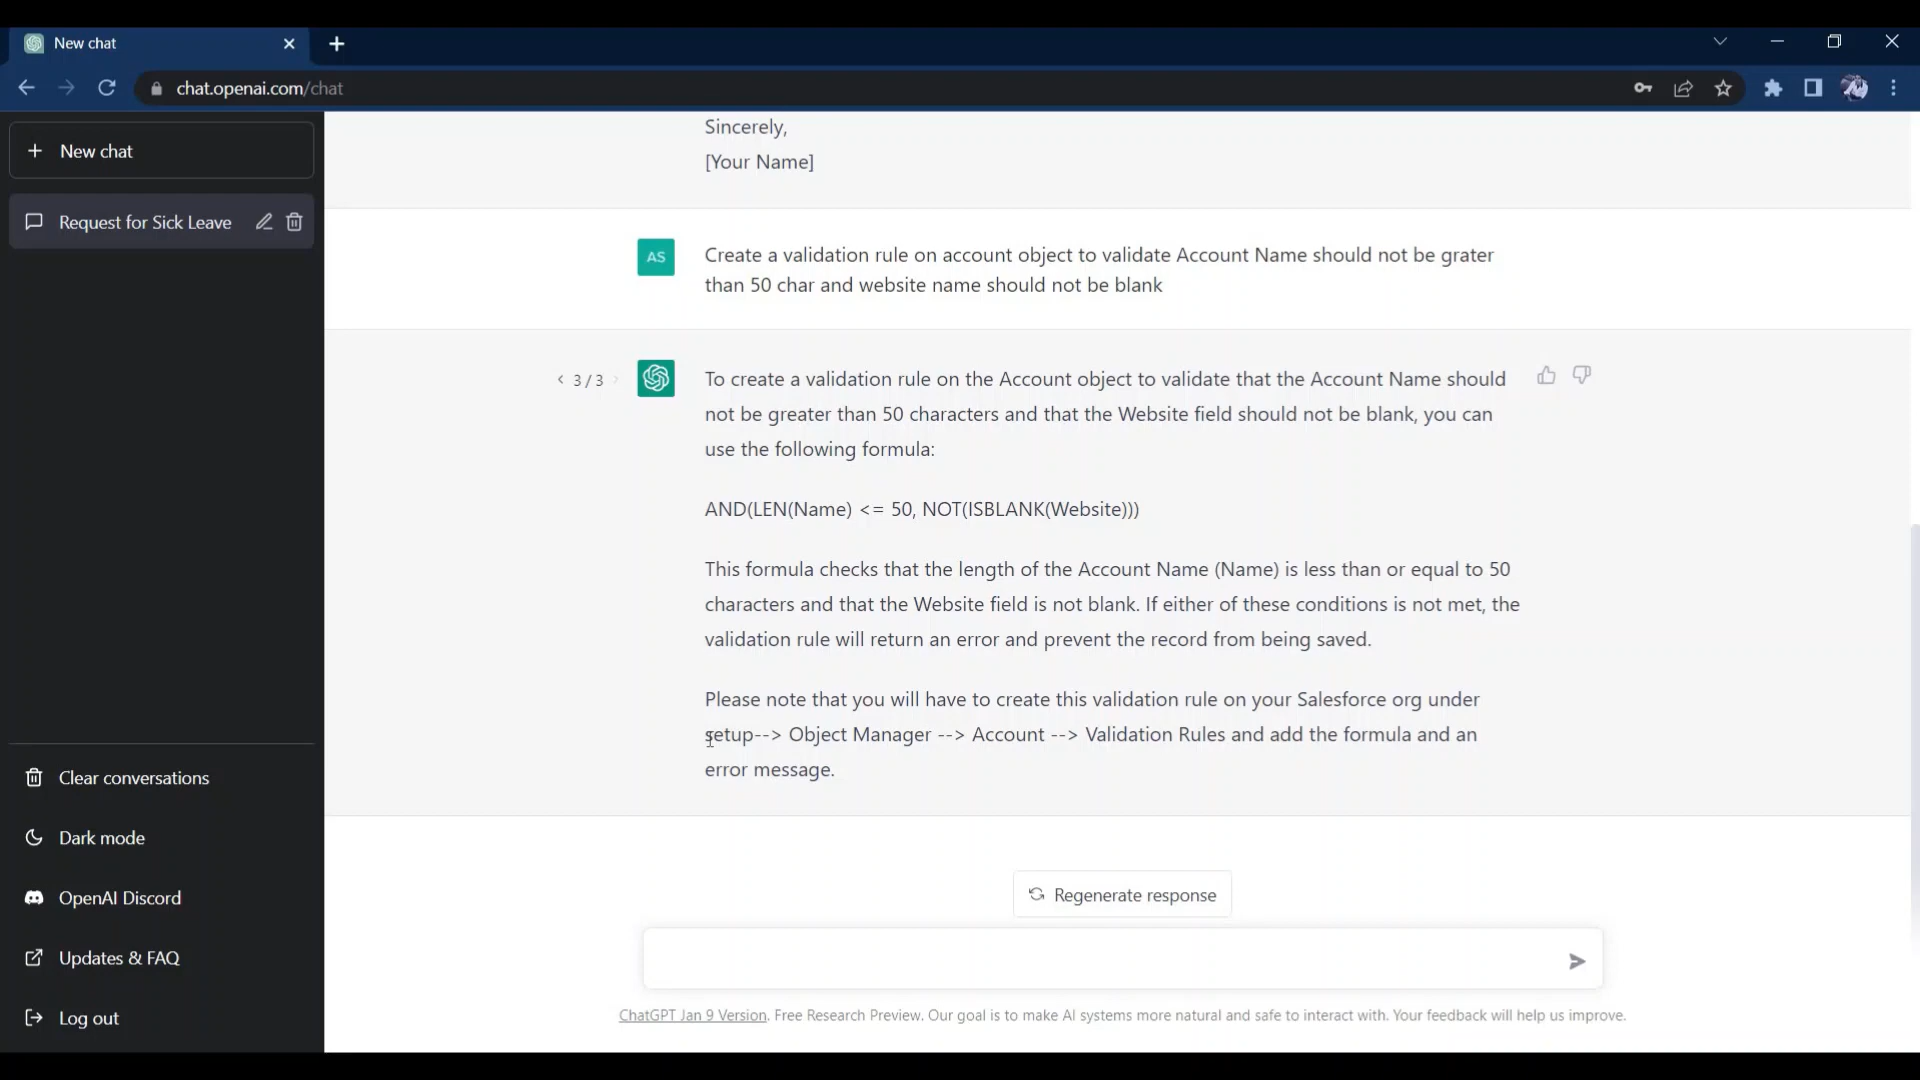 New chat
chat.openai.com/chat
New chat
Request for Sick Leave
Clear conversations
Dark mode
OpenAI Discord
Updates & FAQ
Log out
Sincerely,
[Your Name]
AS
Create a validation rule on account object to validate Account Name should not be grater
than 50 char and website name should not be blank
< 3 / 3 >
To create a validation rule on the Account object to validate that the Account Name should
not be greater than 50 characters and that the Website field should not be blank, you can
use the following formula:
AND(LEN(Name) <= 50, NOT(ISBLANK(Website)))
This formula checks that the length of the Account Name (Name) is less than or equal to 50
characters and that the Website field is not blank. If either of these conditions is not met, the
validation rule will return an error and prevent the record from being saved.
Please note that you will have to create this validation rule on your Salesforce org under
setup--> Object Manager --> Account --> Validation Rules and add the formula and an
error message.
Regenerate response
ChatGPT Jan 9 Version. Free Research Preview. Our goal is to make AI systems more natural and safe to interact with. Your feedback will help us improve.